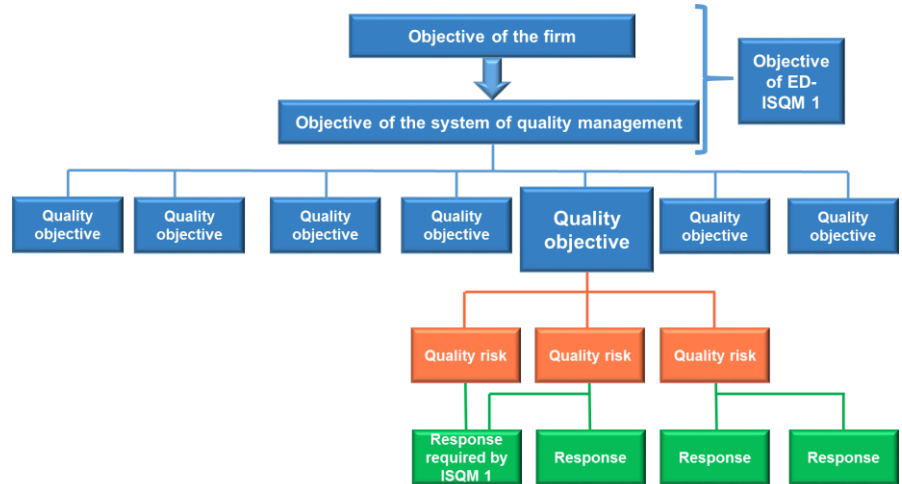 Objective of the firm
Objective
of ED-
ISQM 1
Objective of the system of quality management
Quality
objective
Quality
objective
Quality
objective
Quality
objective
Quality
objective
Quality
objective
Quality
objective
Quality risk
Quality risk
Quality risk
Response
required by
ISQM 1
Response
Response
Response